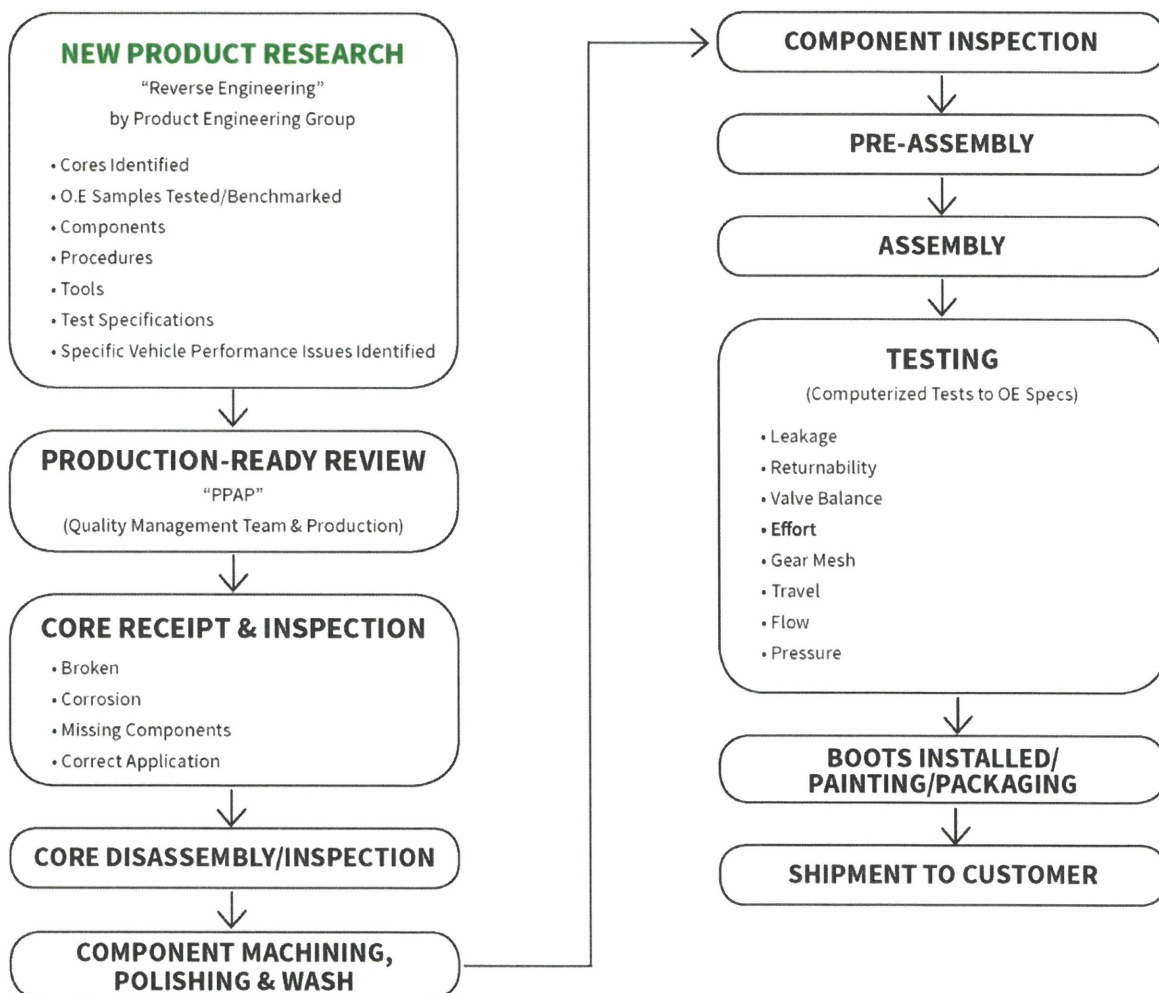 NEW PRODUCT RESEARCH
“Reverse Engineering”
by Product Engineering Group
• Cores Identified
• O.E Samples Tested/Benchmarked
• Components
• Procedures
• Tools
• Test Specifications
• Specific Vehicle Performance Issues Identified
PRODUCTION-READY REVIEW
“PPAP”
(Quality Management Team & Production)
CORE RECEIPT & INSPECTION
• Broken
• Corrosion
• Missing Components
• Correct Application
CORE DISASSEMBLY/INSPECTION
COMPONENT MACHINING,
POLISHING & WASH
COMPONENT INSPECTION
PRE-ASSEMBLY
ASSEMBLY
TESTING
(Computerized Tests to OE Specs)
• Leakage
• Returnability
• Valve Balance
• Effort
• Gear Mesh
• Travel
• Flow
• Pressure
BOOTS INSTALLED/
PAINTING/PACKAGING
SHIPMENT TO CUSTOMER